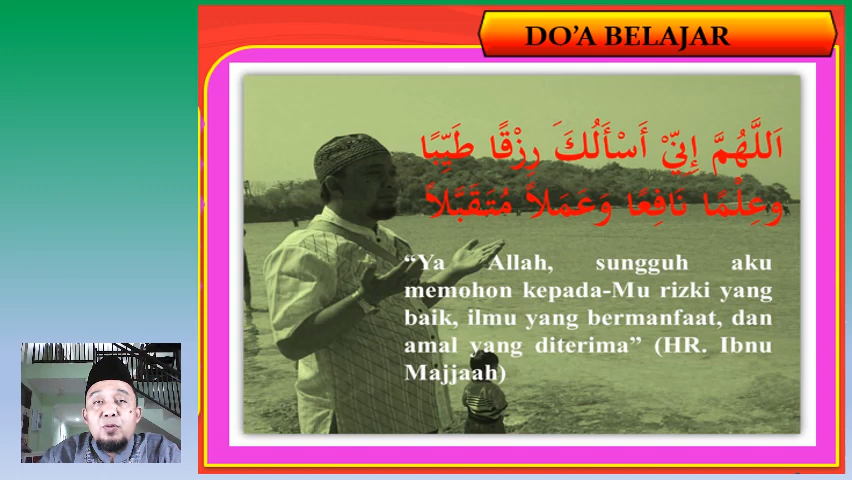 DO’A BELAJAR
اَللَّهُمَّ إِنِّيْ أَسْأَلُكَ رِزْقًا طَيِّبًا
وَعِلْمًا نَافِعًا وَعَمَلاً مُتَقَبَّلاً
“Ya Allah, sungguh aku
memohon kepada-Mu rizki yang
baik, ilmu yang bermanfaat, dan
amal yang diterima” (HR. Ibnu
Majjaah)